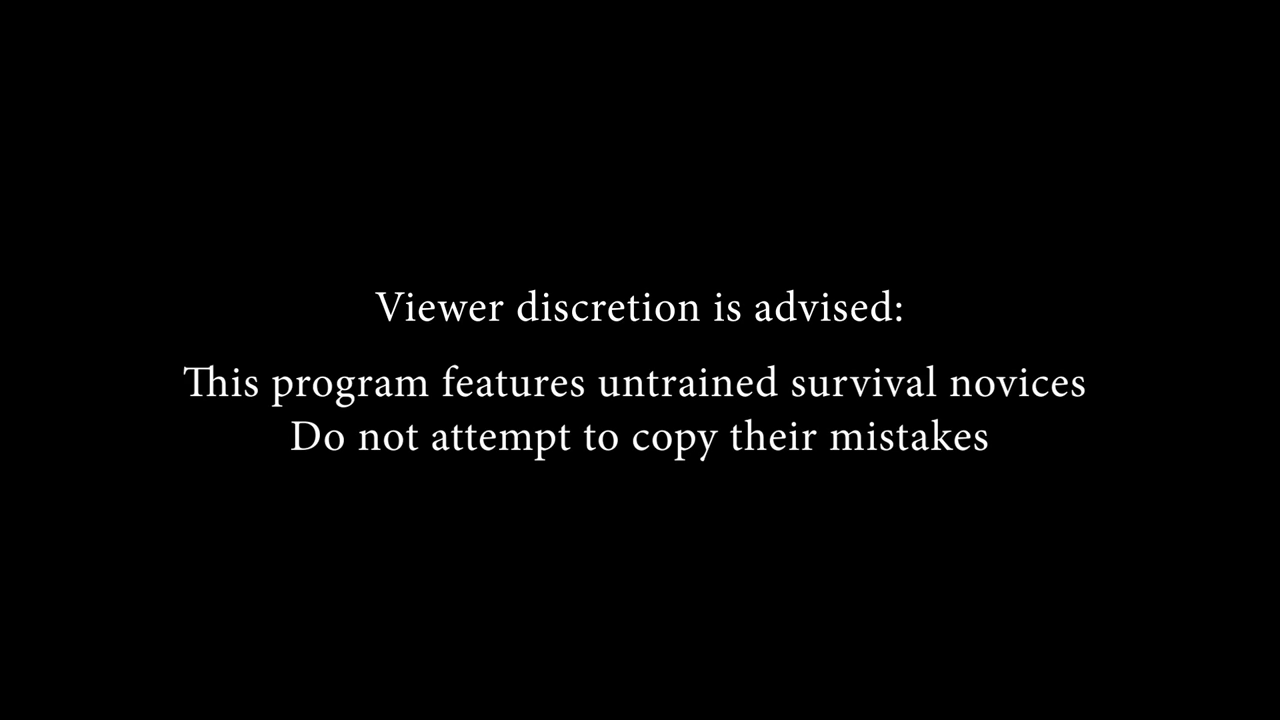 Viewer discretion is advised:
This program features untrained survival novices
Do not attempt to copy their mistakes